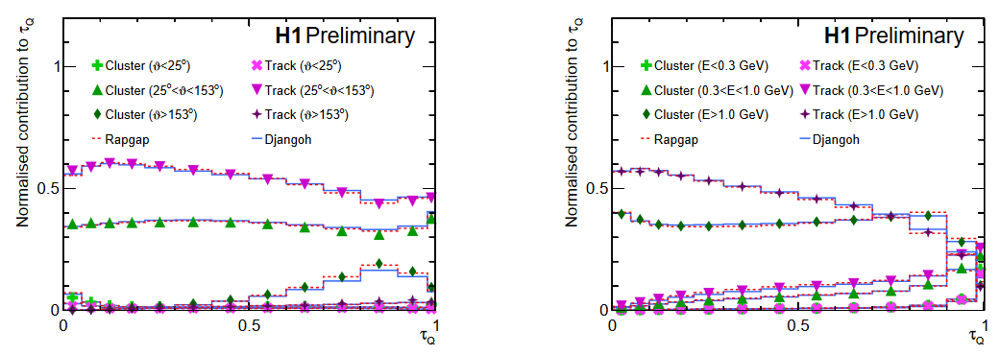 Normalised contribution to τQ
H1 Preliminary
Cluster (ϑ<25°)
Track (ϑ<25°)
Cluster (25°<ϑ<153°)
Track (25°<ϑ<153°)
Cluster (ϑ>153°)
Track (ϑ>153°)
Rapgap
Djangoh
1
0.5
0
0.5
1
τQ
Normalised contribution to τQ
H1 Preliminary
Cluster (E<0.3 GeV)
Track (E<0.3 GeV)
Cluster (0.3<E<1.0 GeV)
Track (0.3<E<1.0 GeV)
Cluster (E>1.0 GeV)
Track (E>1.0 GeV)
Rapgap
Djangoh
1
0.5
0
0.5
1
τQ